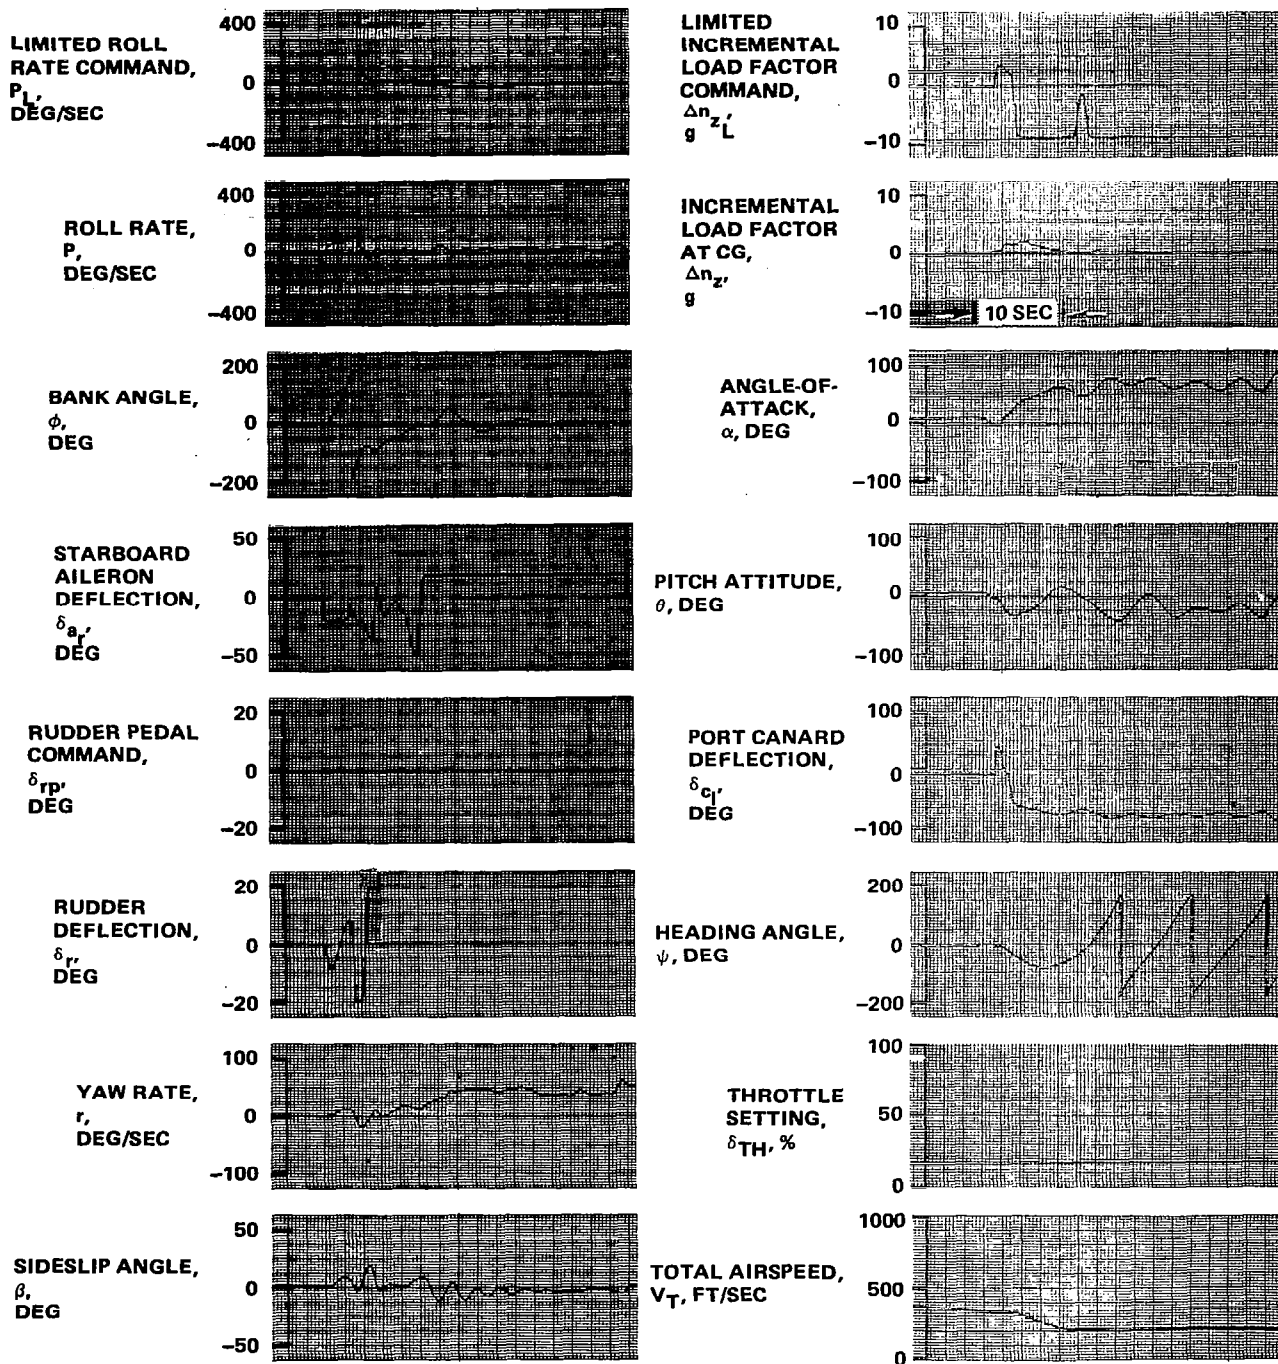 LIMITED ROLL
RATE COMMAND,
P_L,
DEG/SEC
400
0
–400
ROLL RATE,
P,
DEG/SEC
400
0
–400
BANK ANGLE,
ϕ,
DEG
200
0
–200
STARBOARD
AILERON
DEFLECTION,
δ_a_r,
DEG
50
0
–50
RUDDER PEDAL
COMMAND,
δ_rp,
DEG
20
0
–20
RUDDER
DEFLECTION,
δ_r,
DEG
20
0
–20
YAW RATE,
r,
DEG/SEC
100
0
–100
SIDESLIP ANGLE,
β,
DEG
50
0
–50
LIMITED
INCREMENTAL
LOAD FACTOR
COMMAND,
Δn_z_L,
g
10
0
–10
INCREMENTAL
LOAD FACTOR
AT CG,
Δn_z,
g
10
0
–10
10 SEC
ANGLE-OF-
ATTACK,
α, DEG
100
0
–100
PITCH ATTITUDE,
θ, DEG
100
0
–100
PORT CANARD
DEFLECTION,
δ_c_l,
DEG
100
0
–100
HEADING ANGLE,
ψ, DEG
200
0
–200
THROTTLE
SETTING,
δ_TH, %
100
50
0
TOTAL AIRSPEED,
V_T, FT/SEC
1000
500
0